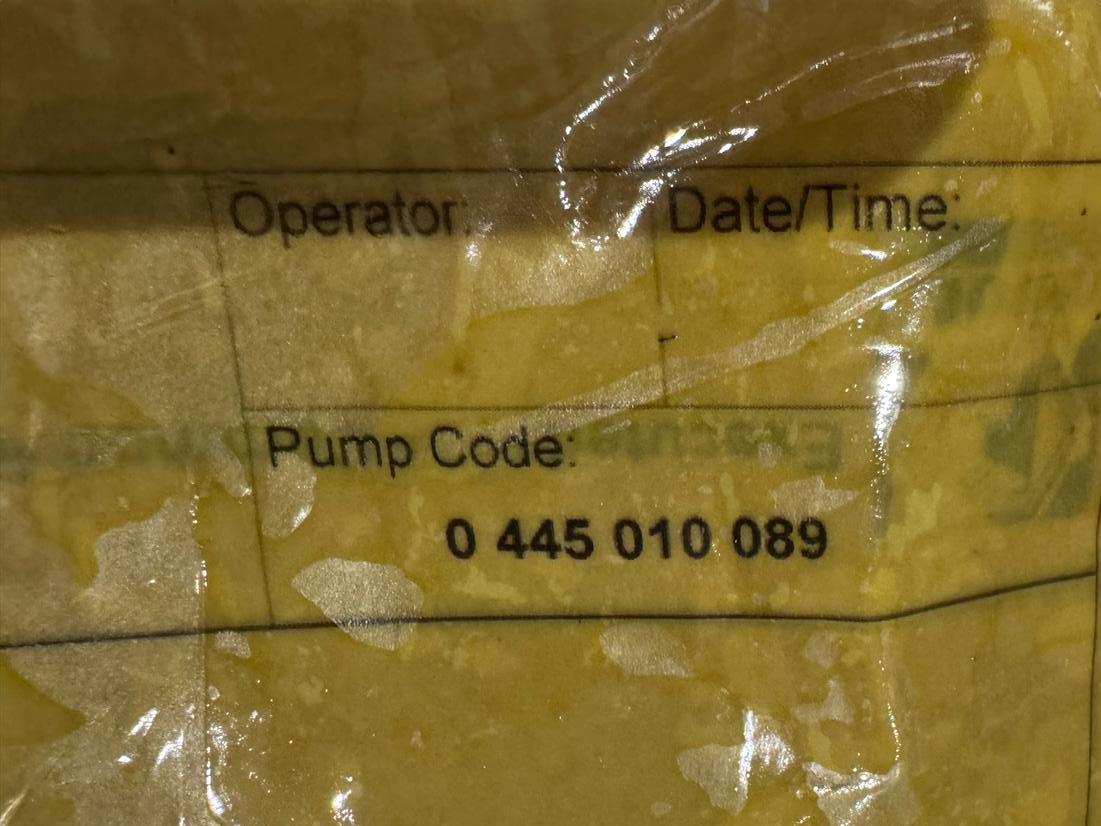 Operator: Date/Time:
Pump Code:
0 445 010 089